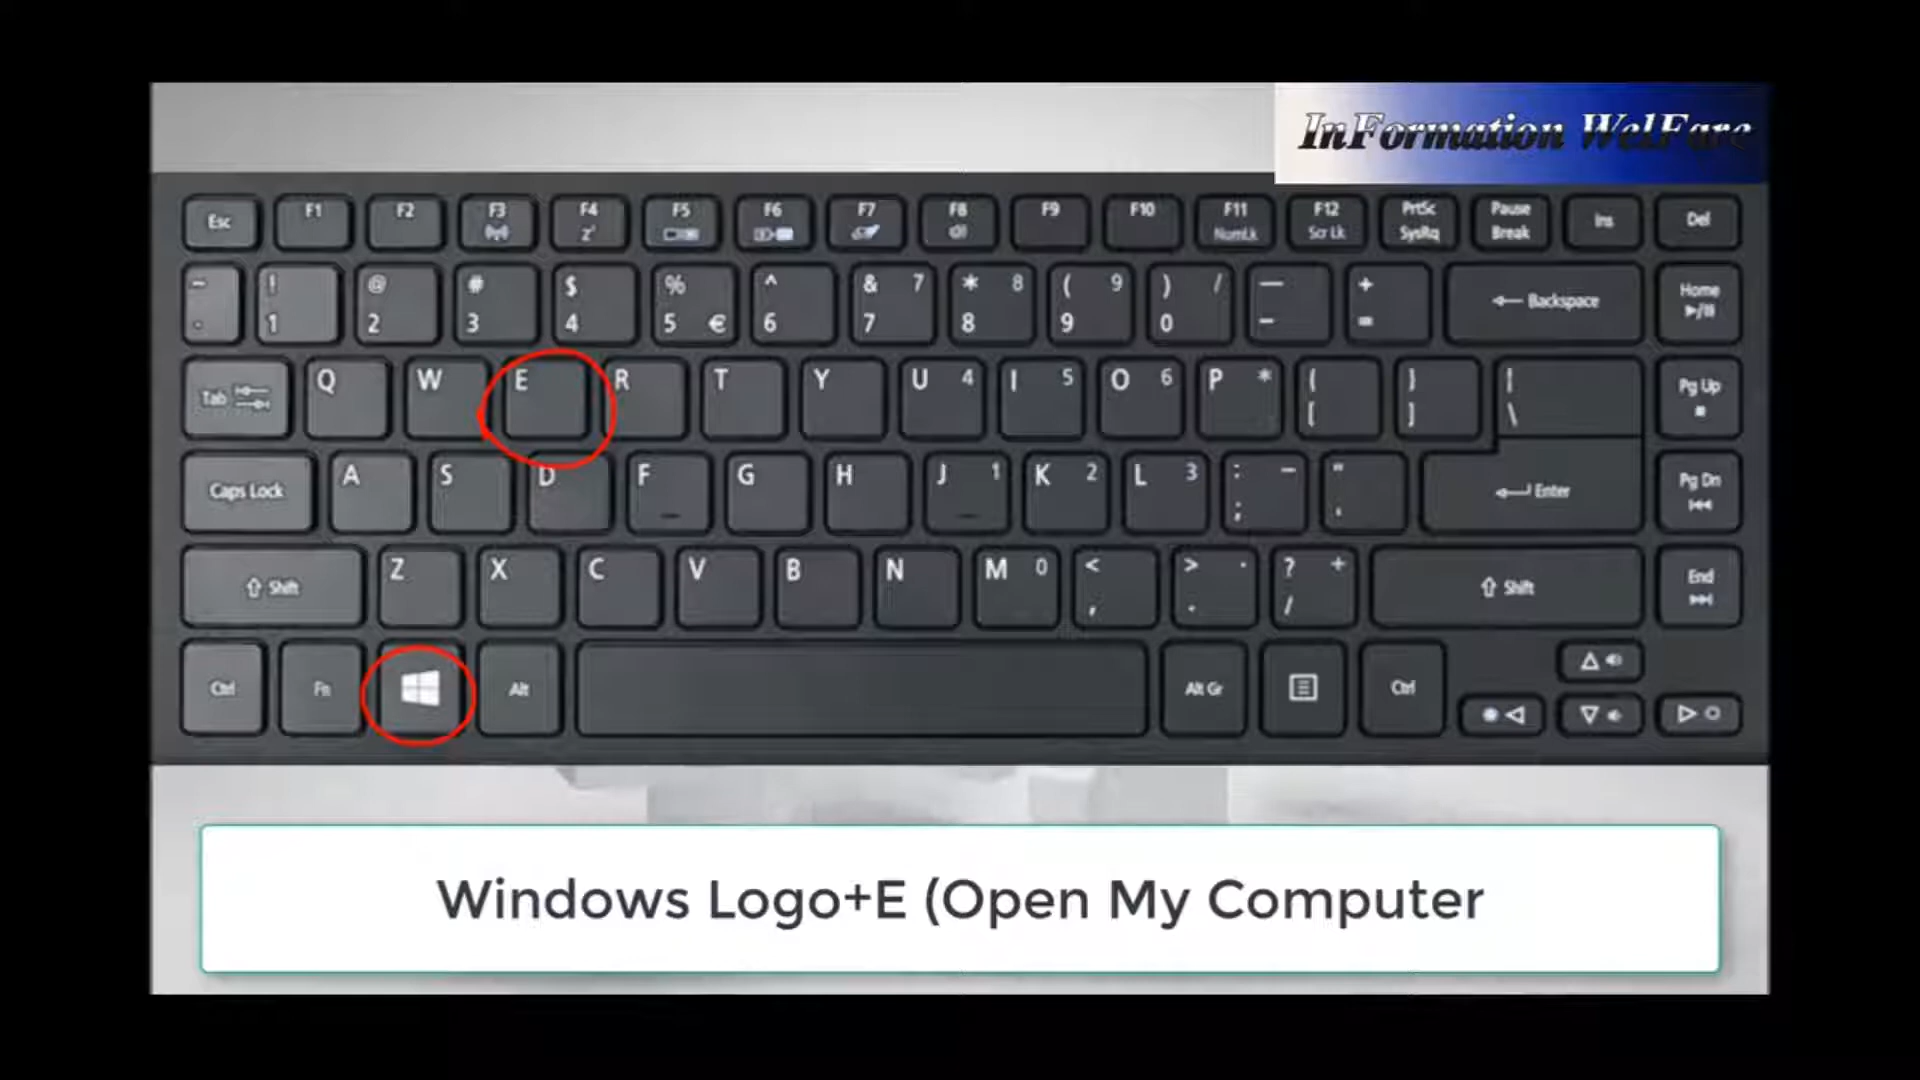 InFormation WelFare
Esc F1 F2 F3 F4 zᶻ F5 F6 F7 F8 F9 F10 F11 NumLk F12 Scr Lk PrtSc SysRq Pause Break Ins Del
! 1 @ 2 # 3 $ 4 % 5 € ^ 6 & 7 7 * 8 8 ( 9 9 ) 0 / — - + = Backspace Home ▶/II
Tab Q W E R T Y U 4 I 5 O 6 P * { [ } ] | \ Pg Up
Caps Lock A S D F G H J 1 K 2 L 3 : ; - " ' Enter Pg Dn
Shift Z X C V B N M 0 < , > . . ? / + Shift End
Ctrl Fn Alt Alt Gr Ctrl
Windows Logo+E (Open My Computer